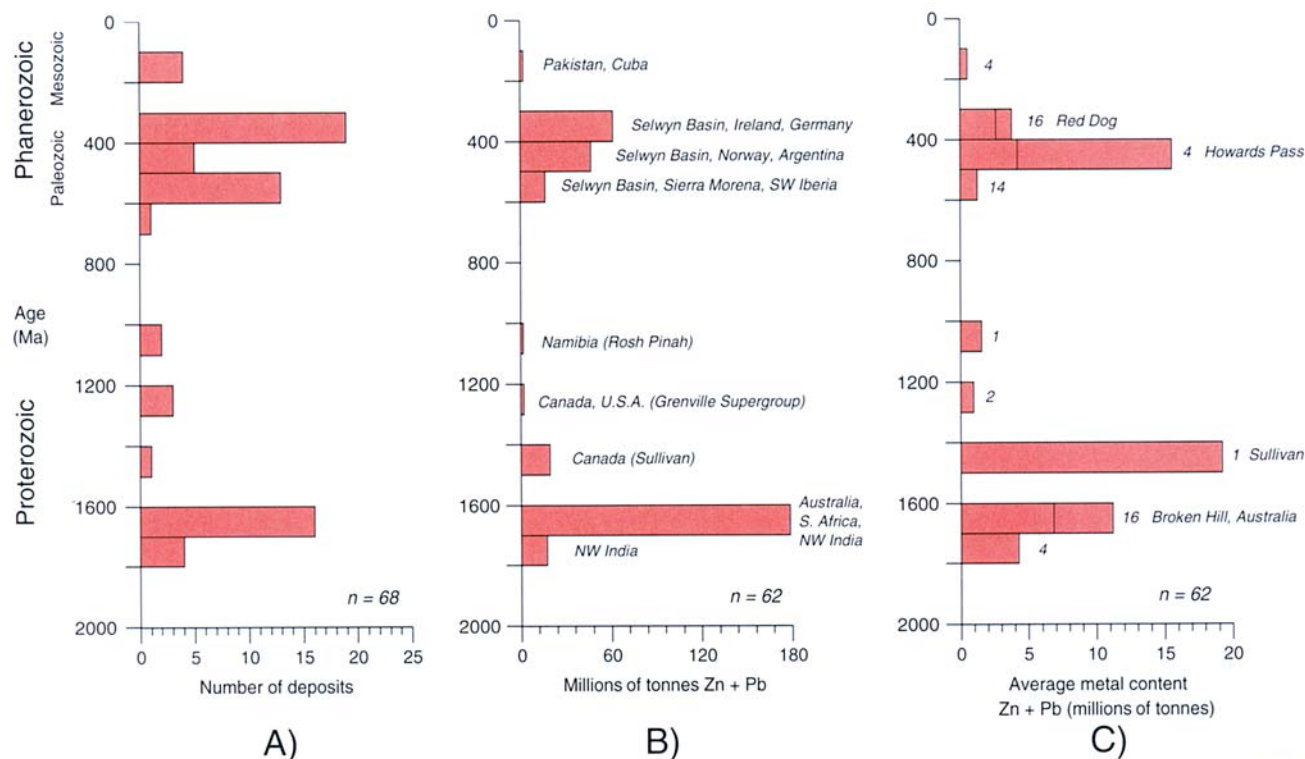 Phanerozoic
Mesozoic
Paleozoic
Age
(Ma)
Proterozoic
0
400
800
1200
1600
2000
n = 68
0 5 10 15 20 25
Number of deposits
A)
0
400
800
1200
1600
2000
Pakistan, Cuba
Selwyn Basin, Ireland, Germany
Selwyn Basin, Norway, Argentina
Selwyn Basin, Sierra Morena, SW Iberia
Namibia (Rosh Pinah)
Canada, U.S.A. (Grenville Supergroup)
Canada (Sullivan)
Australia,
S. Africa,
NW India
NW India
n = 62
0 60 120 180
Millions of tonnes Zn + Pb
B)
0
400
800
1200
1600
2000
4
16 Red Dog
4 Howards Pass
14
1
2
1 Sullivan
16 Broken Hill, Australia
4
n = 62
0 5 10 15 20
Average metal content
Zn + Pb (millions of tonnes)
C)